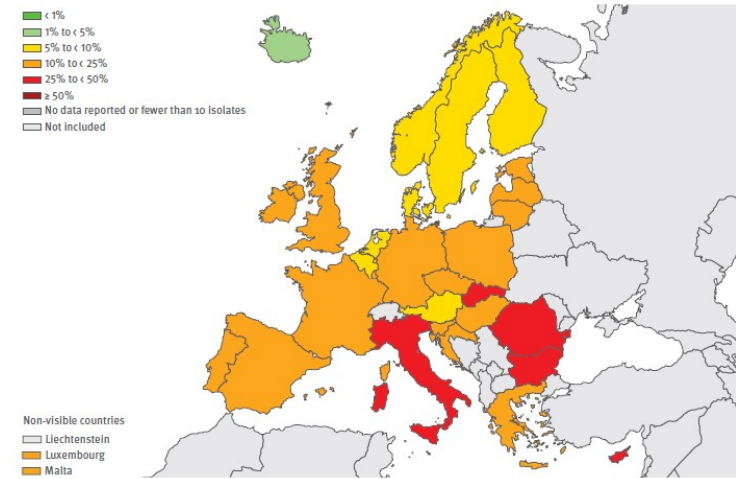 < 1%
1% to < 5%
5% to < 10%
10% to < 25%
25% to < 50%
≥ 50%
No data reported or fewer than 10 isolates
Not included
Non-visible countries
Liechtenstein
Luxembourg
Malta